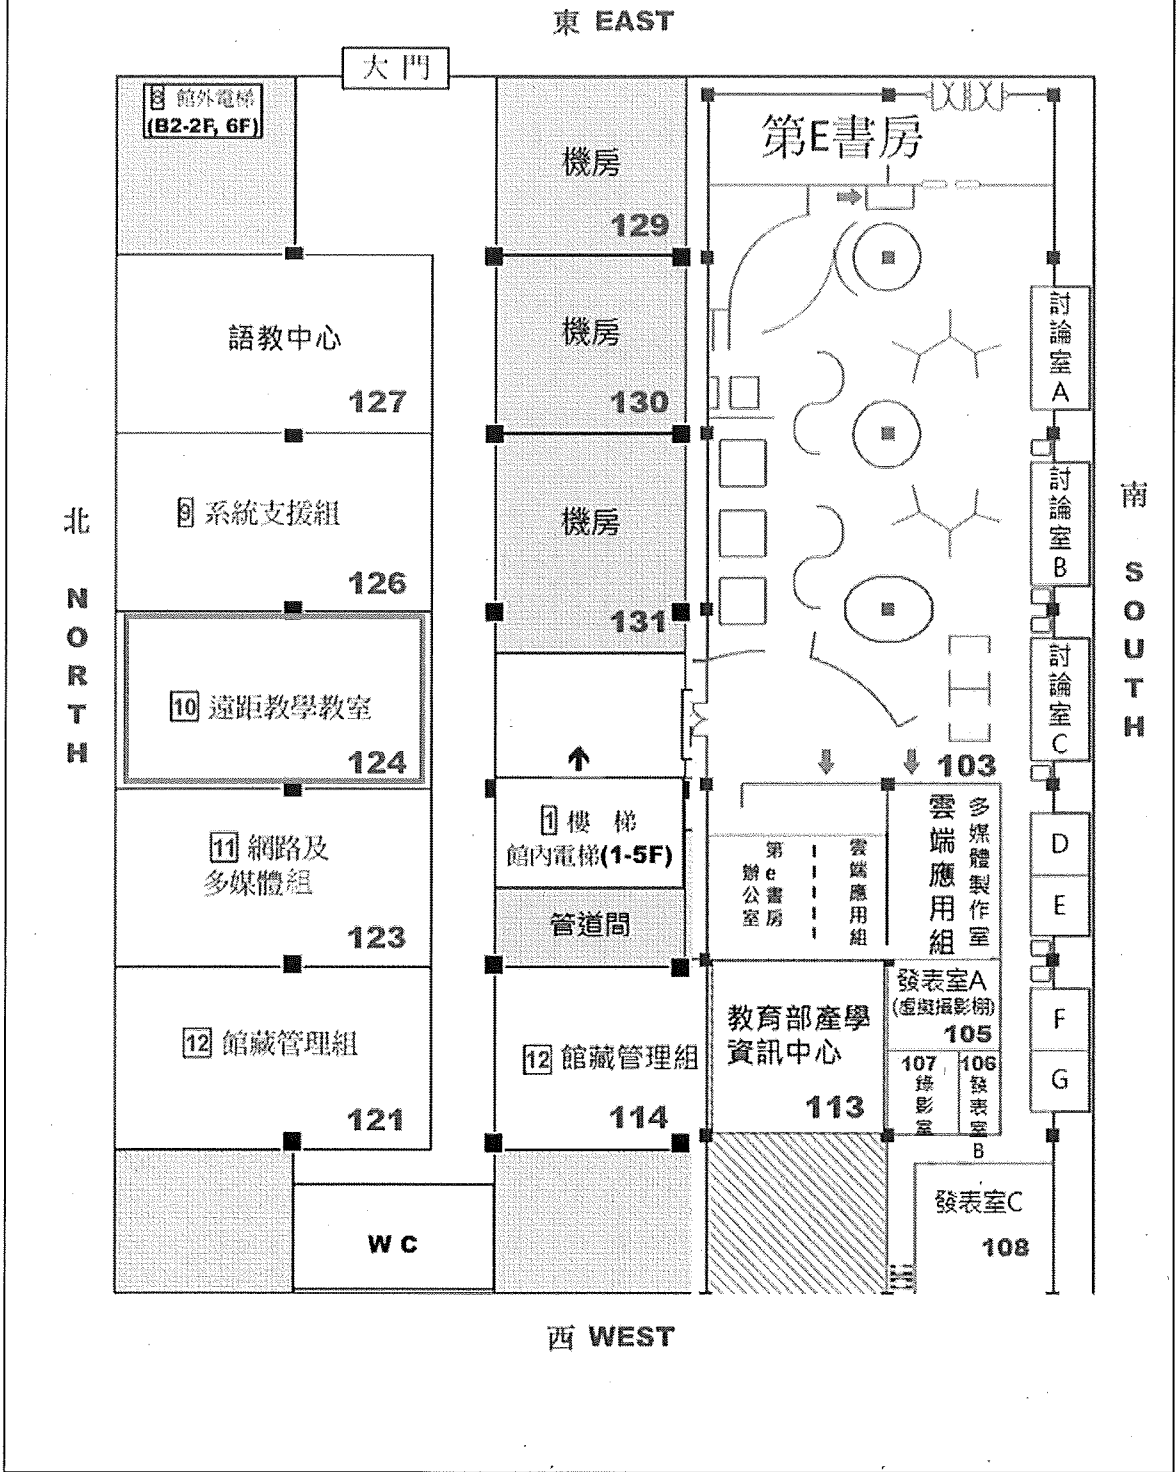 東 EAST
大門
8 館外電梯
(B2-2F, 6F)
機房
129
第E書房
語教中心
127
機房
130
討論室A
9 系統支援組
126
機房
131
討論室B
北 NORTH
南 SOUTH
10 遠距教學教室
124
討論室C
103
1 樓 梯
館內電梯(1-5F)
11 網路及
多媒體組
123
管道間
第e書房
辦公室
雲端應用組
多媒體製作室
雲端應用組
D
E
12 館藏管理組
121
12 館藏管理組
114
教育部產學
資訊中心
113
發表室A
(虛擬攝影棚)
105
107
錄影室
106
發表室B
F
G
W C
發表室C
108
西 WEST